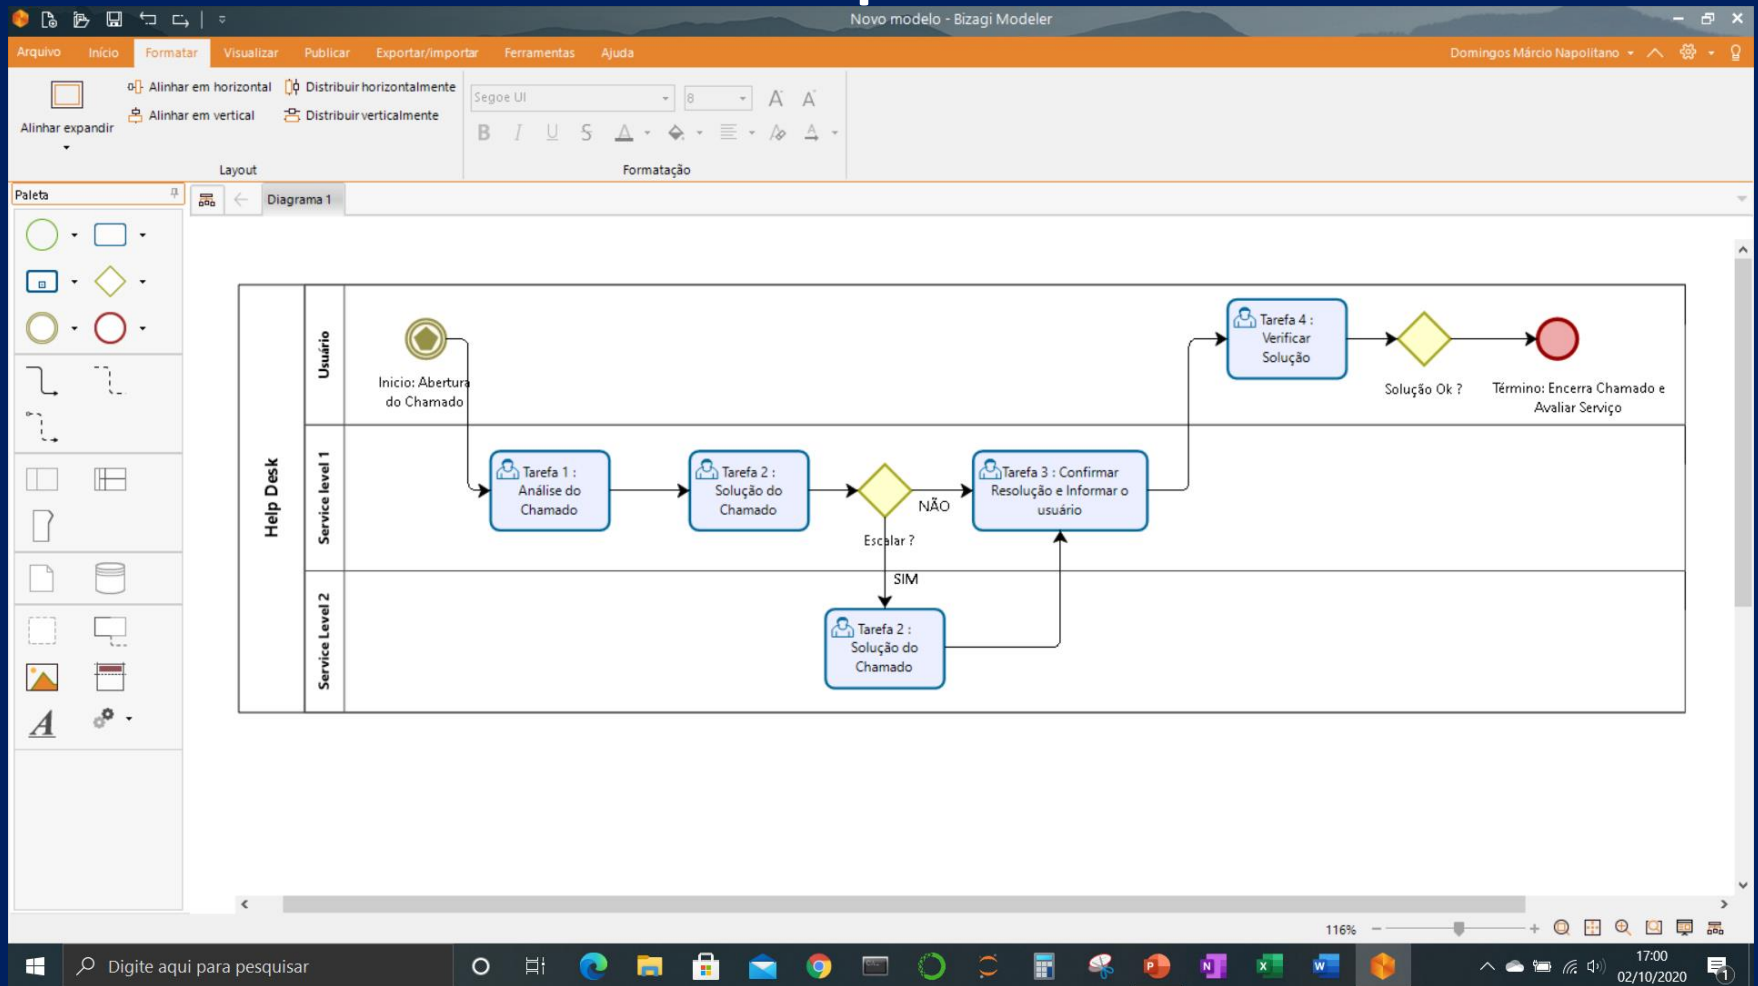 Novo modelo - Bizagi Modeler
Arquivo Início Formatar Visualizar Publicar Exportar/importar Ferramentas Ajuda Domingos Márcio Napolitano
Alinhar em horizontal Distribuir horizontalmente
Segoe UI 8
Alinhar em vertical Distribuir verticalmente
Alinhar expandir
Layout Formatação
Paleta
Diagrama 1
Help Desk
Usuário
Inicio: Abertura
do Chamado
Tarefa 4 :
Verificar
Solução
Solução Ok ?
Término: Encerra Chamado e
Avaliar Serviço
Service level 1
Tarefa 1 :
Análise do
Chamado
Tarefa 2 :
Solução do
Chamado
Escalar ?
NÃO
Tarefa 3 : Confirmar
Resolução e Informar o
usuário
SIM
Service Level 2
Tarefa 2 :
Solução do
Chamado
116%
Digite aqui para pesquisar
17:00
02/10/2020